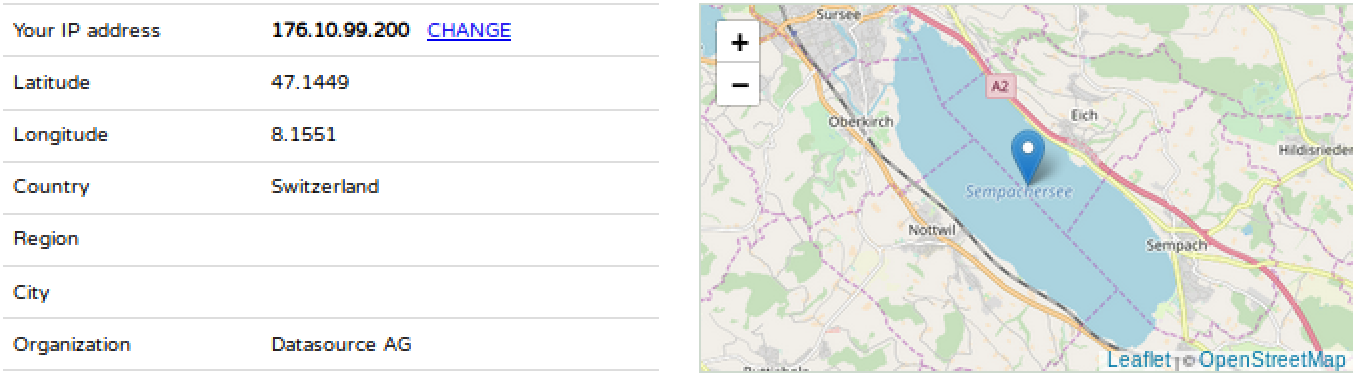 Your IP address 176.10.99.200 CHANGE
Latitude 47.1449
Longitude 8.1551
Country Switzerland
Region
City
Organization Datasource AG
Sursee
+
−
A2
Oberkirch
Eich
Hildisrieden
Sempachersee
Nottwil
Sempach
Leaflet | © OpenStreetMap